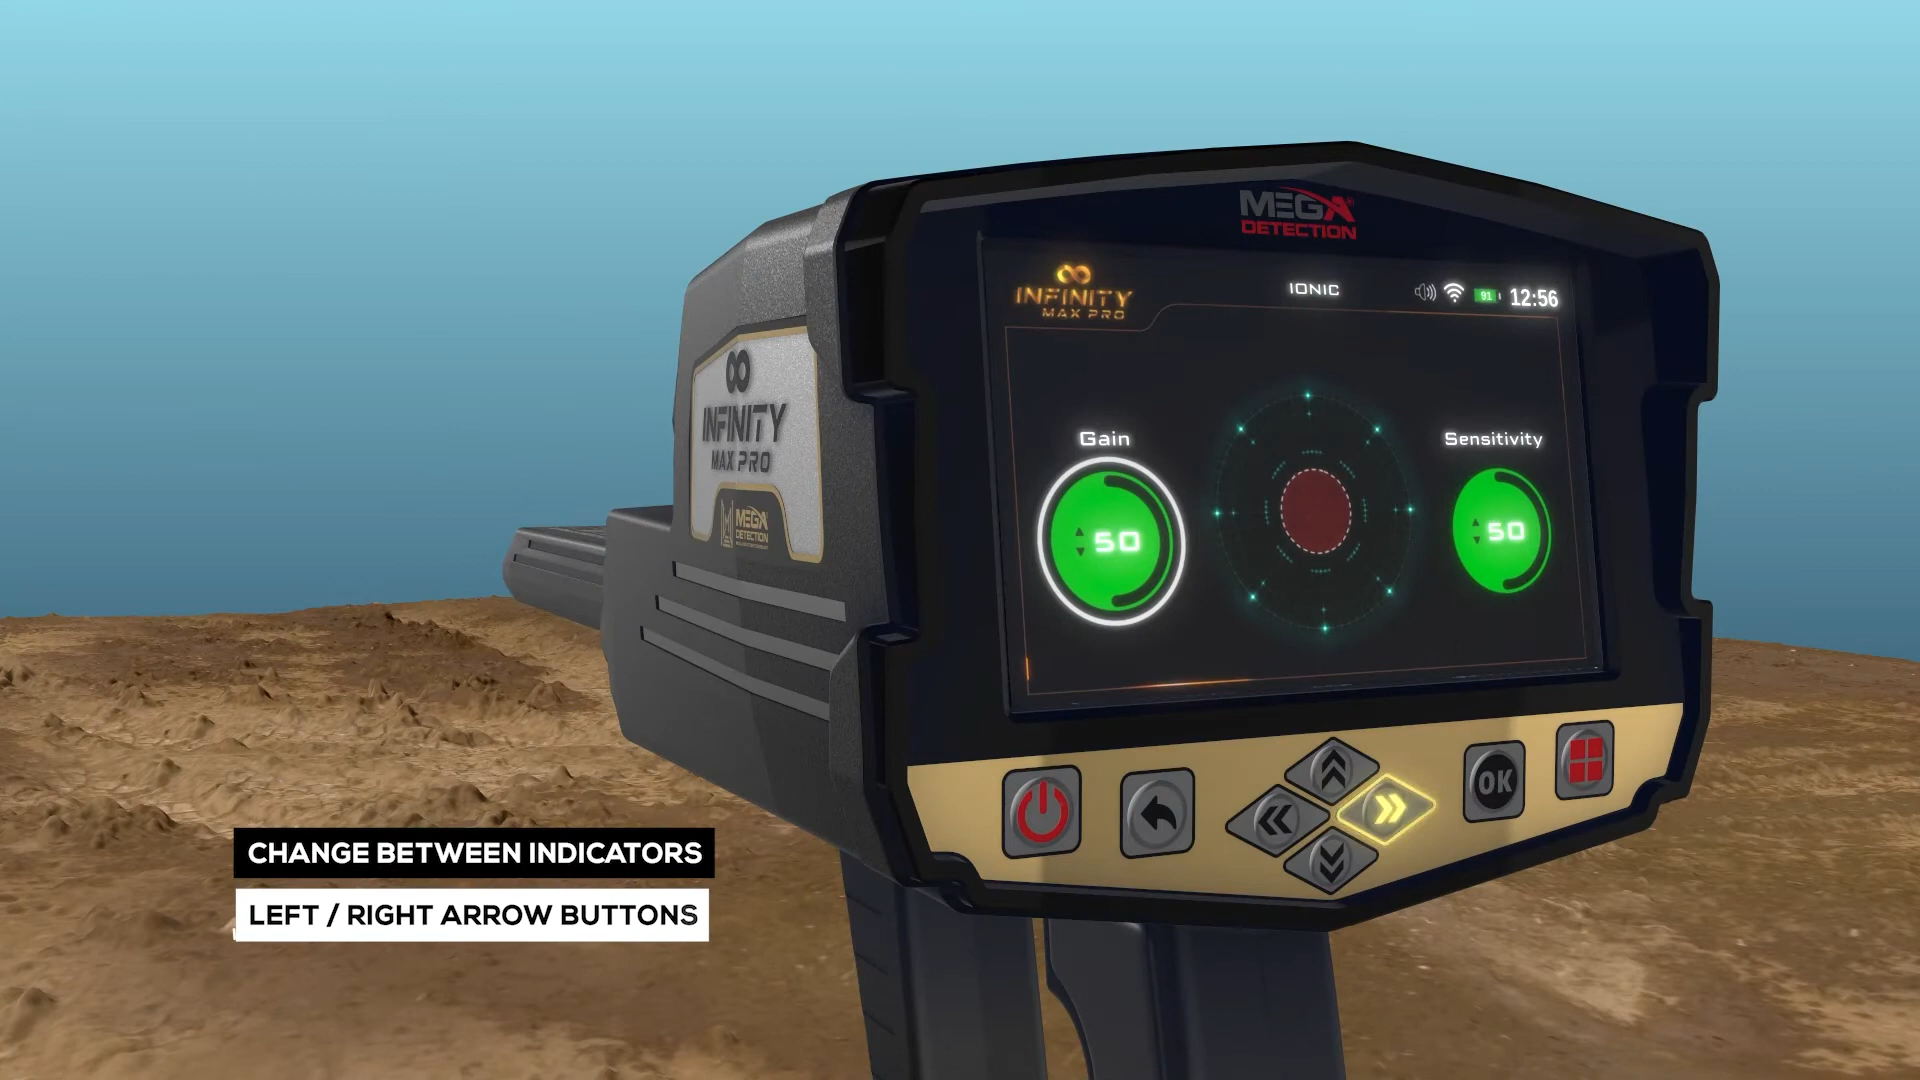 MEGA
DETECTION
INFINITY
MAX PRO
IONIC
91
12:56
Gain
50
Sensitivity
50
INFINITY
MAX PRO
MEGA
DETECTION
OK
CHANGE BETWEEN INDICATORS
LEFT / RIGHT ARROW BUTTONS